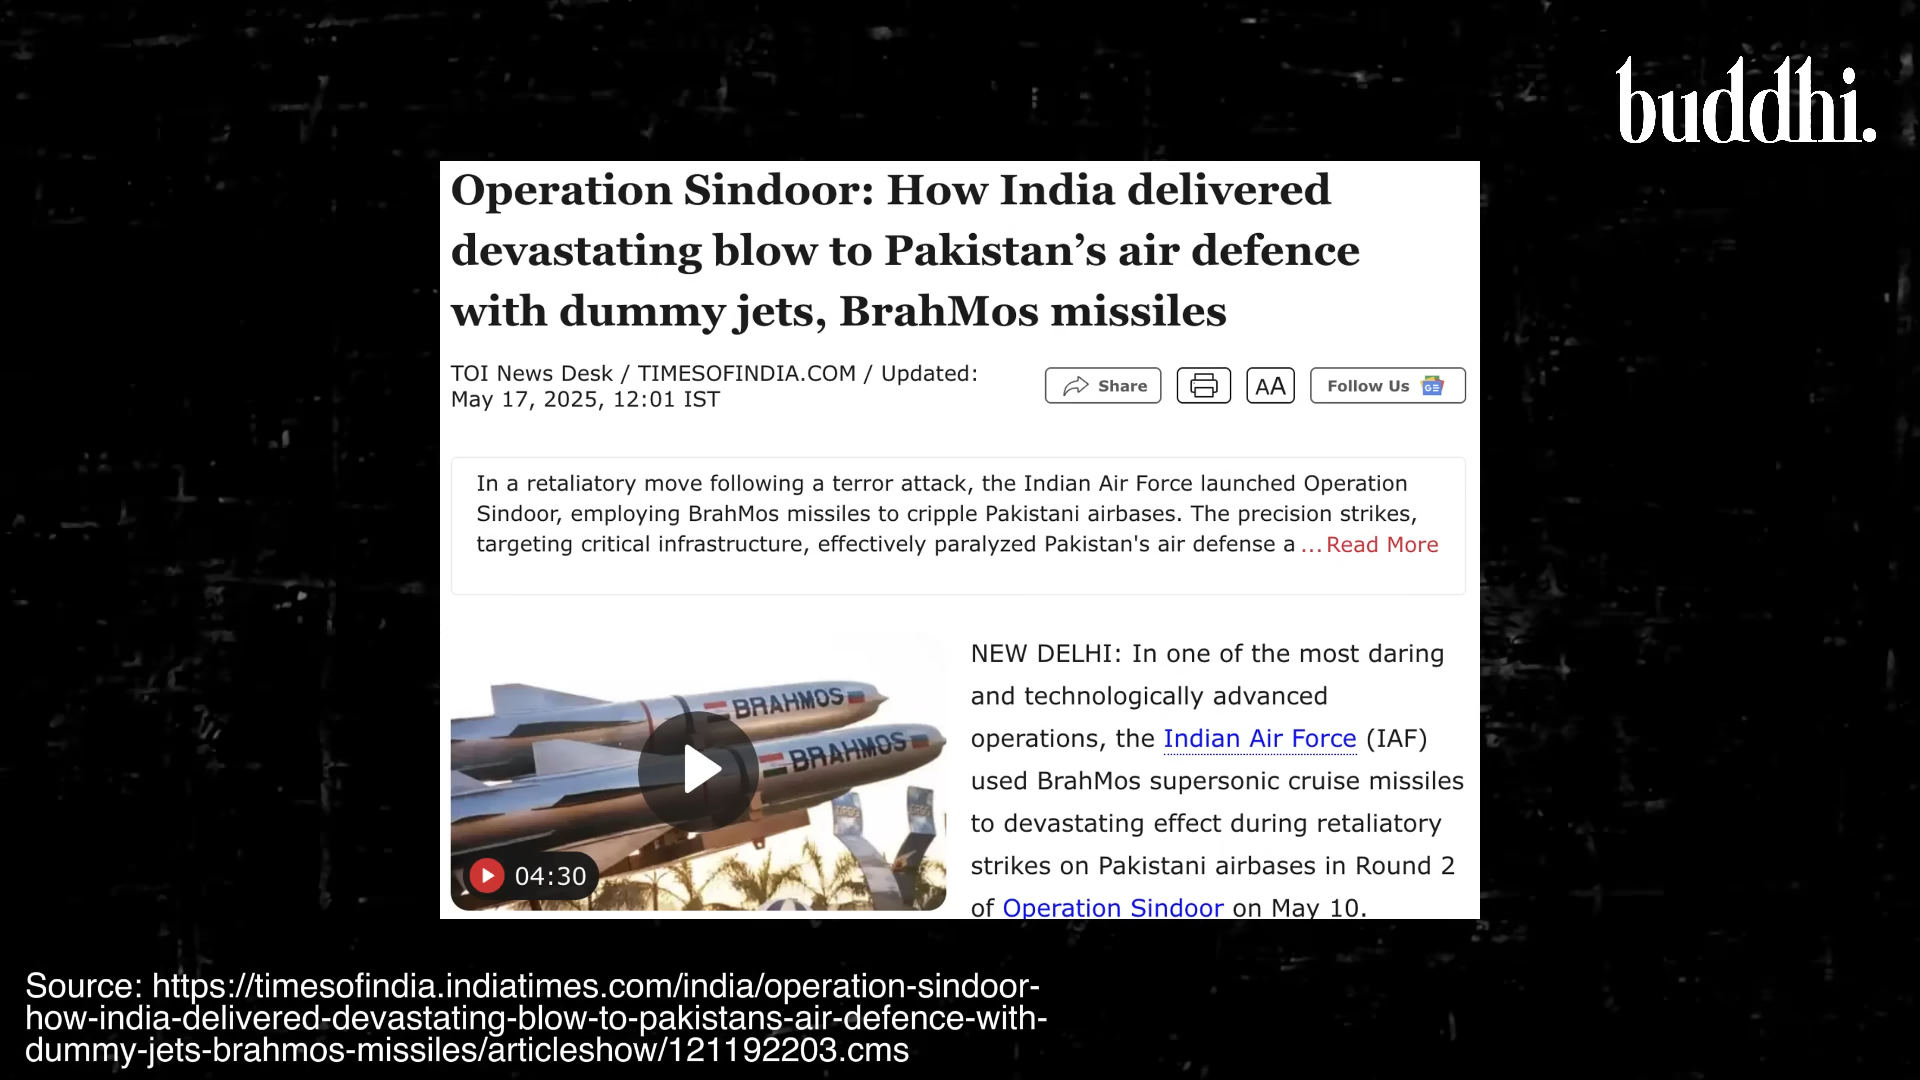 buddhi.
Operation Sindoor: How India delivered
devastating blow to Pakistan’s air defence
with dummy jets, BrahMos missiles
TOI News Desk / TIMESOFINDIA.COM / Updated:
May 17, 2025, 12:01 IST
Share
AA
Follow Us
GE
In a retaliatory move following a terror attack, the Indian Air Force launched Operation
Sindoor, employing BrahMos missiles to cripple Pakistani airbases. The precision strikes,
targeting critical infrastructure, effectively paralyzed Pakistan's air defense a ... Read More
BRAHMOS
BRAHMOS
04:30
NEW DELHI: In one of the most daring
and technologically advanced
operations, the Indian Air Force (IAF)
used BrahMos supersonic cruise missiles
to devastating effect during retaliatory
strikes on Pakistani airbases in Round 2
of Operation Sindoor on May 10.
Source: https://timesofindia.indiatimes.com/india/operation-sindoor-
how-india-delivered-devastating-blow-to-pakistans-air-defence-with-
dummy-jets-brahmos-missiles/articleshow/121192203.cms